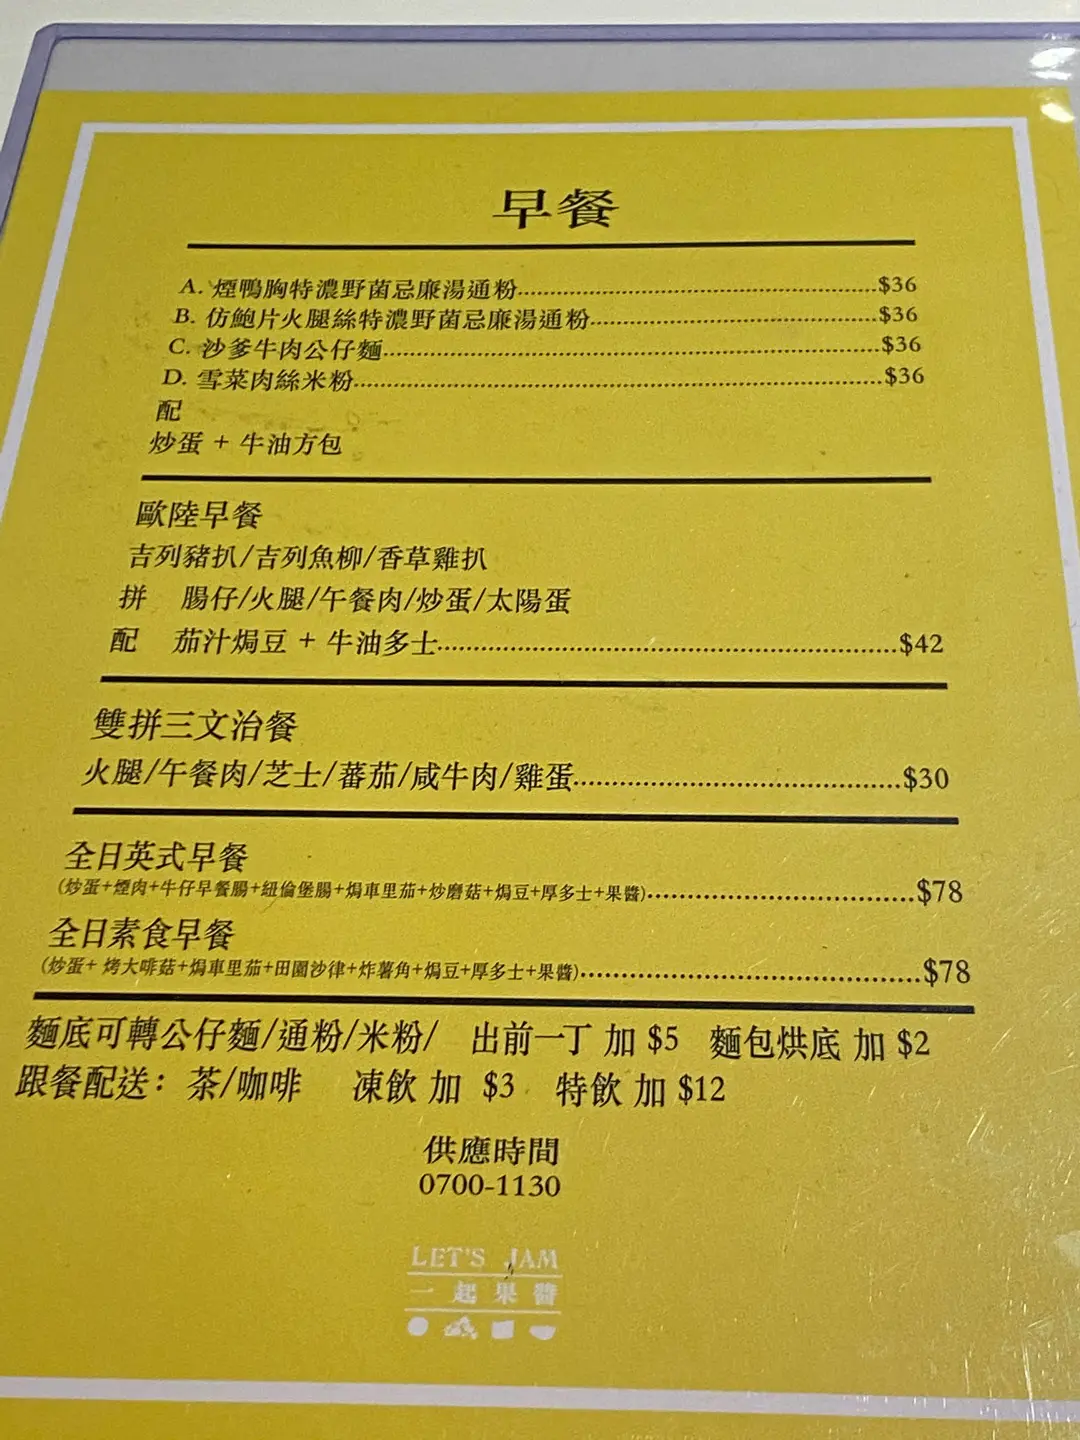 早餐
A. 煙鴨胸特濃野菌忌廉湯通粉..........$36
B. 仿鮑片火腿絲特濃野菌忌廉湯通粉..........$36
C. 沙爹牛肉公仔麵..........$36
D. 雪菜肉絲米粉..........$36
配
炒蛋 + 牛油方包
歐陸早餐
吉列豬扒/吉列魚柳/香草雞扒
拼 腸仔/火腿/午餐肉/炒蛋/太陽蛋
配 茄汁焗豆 + 牛油多士..........$42
雙拼三文治餐
火腿/午餐肉/芝士/蕃茄/咸牛肉/雞蛋..........$30
全日英式早餐
(炒蛋+煙肉+牛仔早餐腸+紐倫堡腸+焗車里茄+炒磨菇+焗豆+厚多士+果醬)..........$78
全日素食早餐
(炒蛋+ 烤大啡菇+焗車里茄+田園沙律+炸薯角+焗豆+厚多士+果醬)..........$78
麵底可轉公仔麵/通粉/米粉/ 出前一丁 加 $5 麵包烘底 加 $2
跟餐配送：茶/咖啡 凍飲 加 $3 特飲 加 $12
供應時間
0700-1130
LET'S JAM
一起果醬